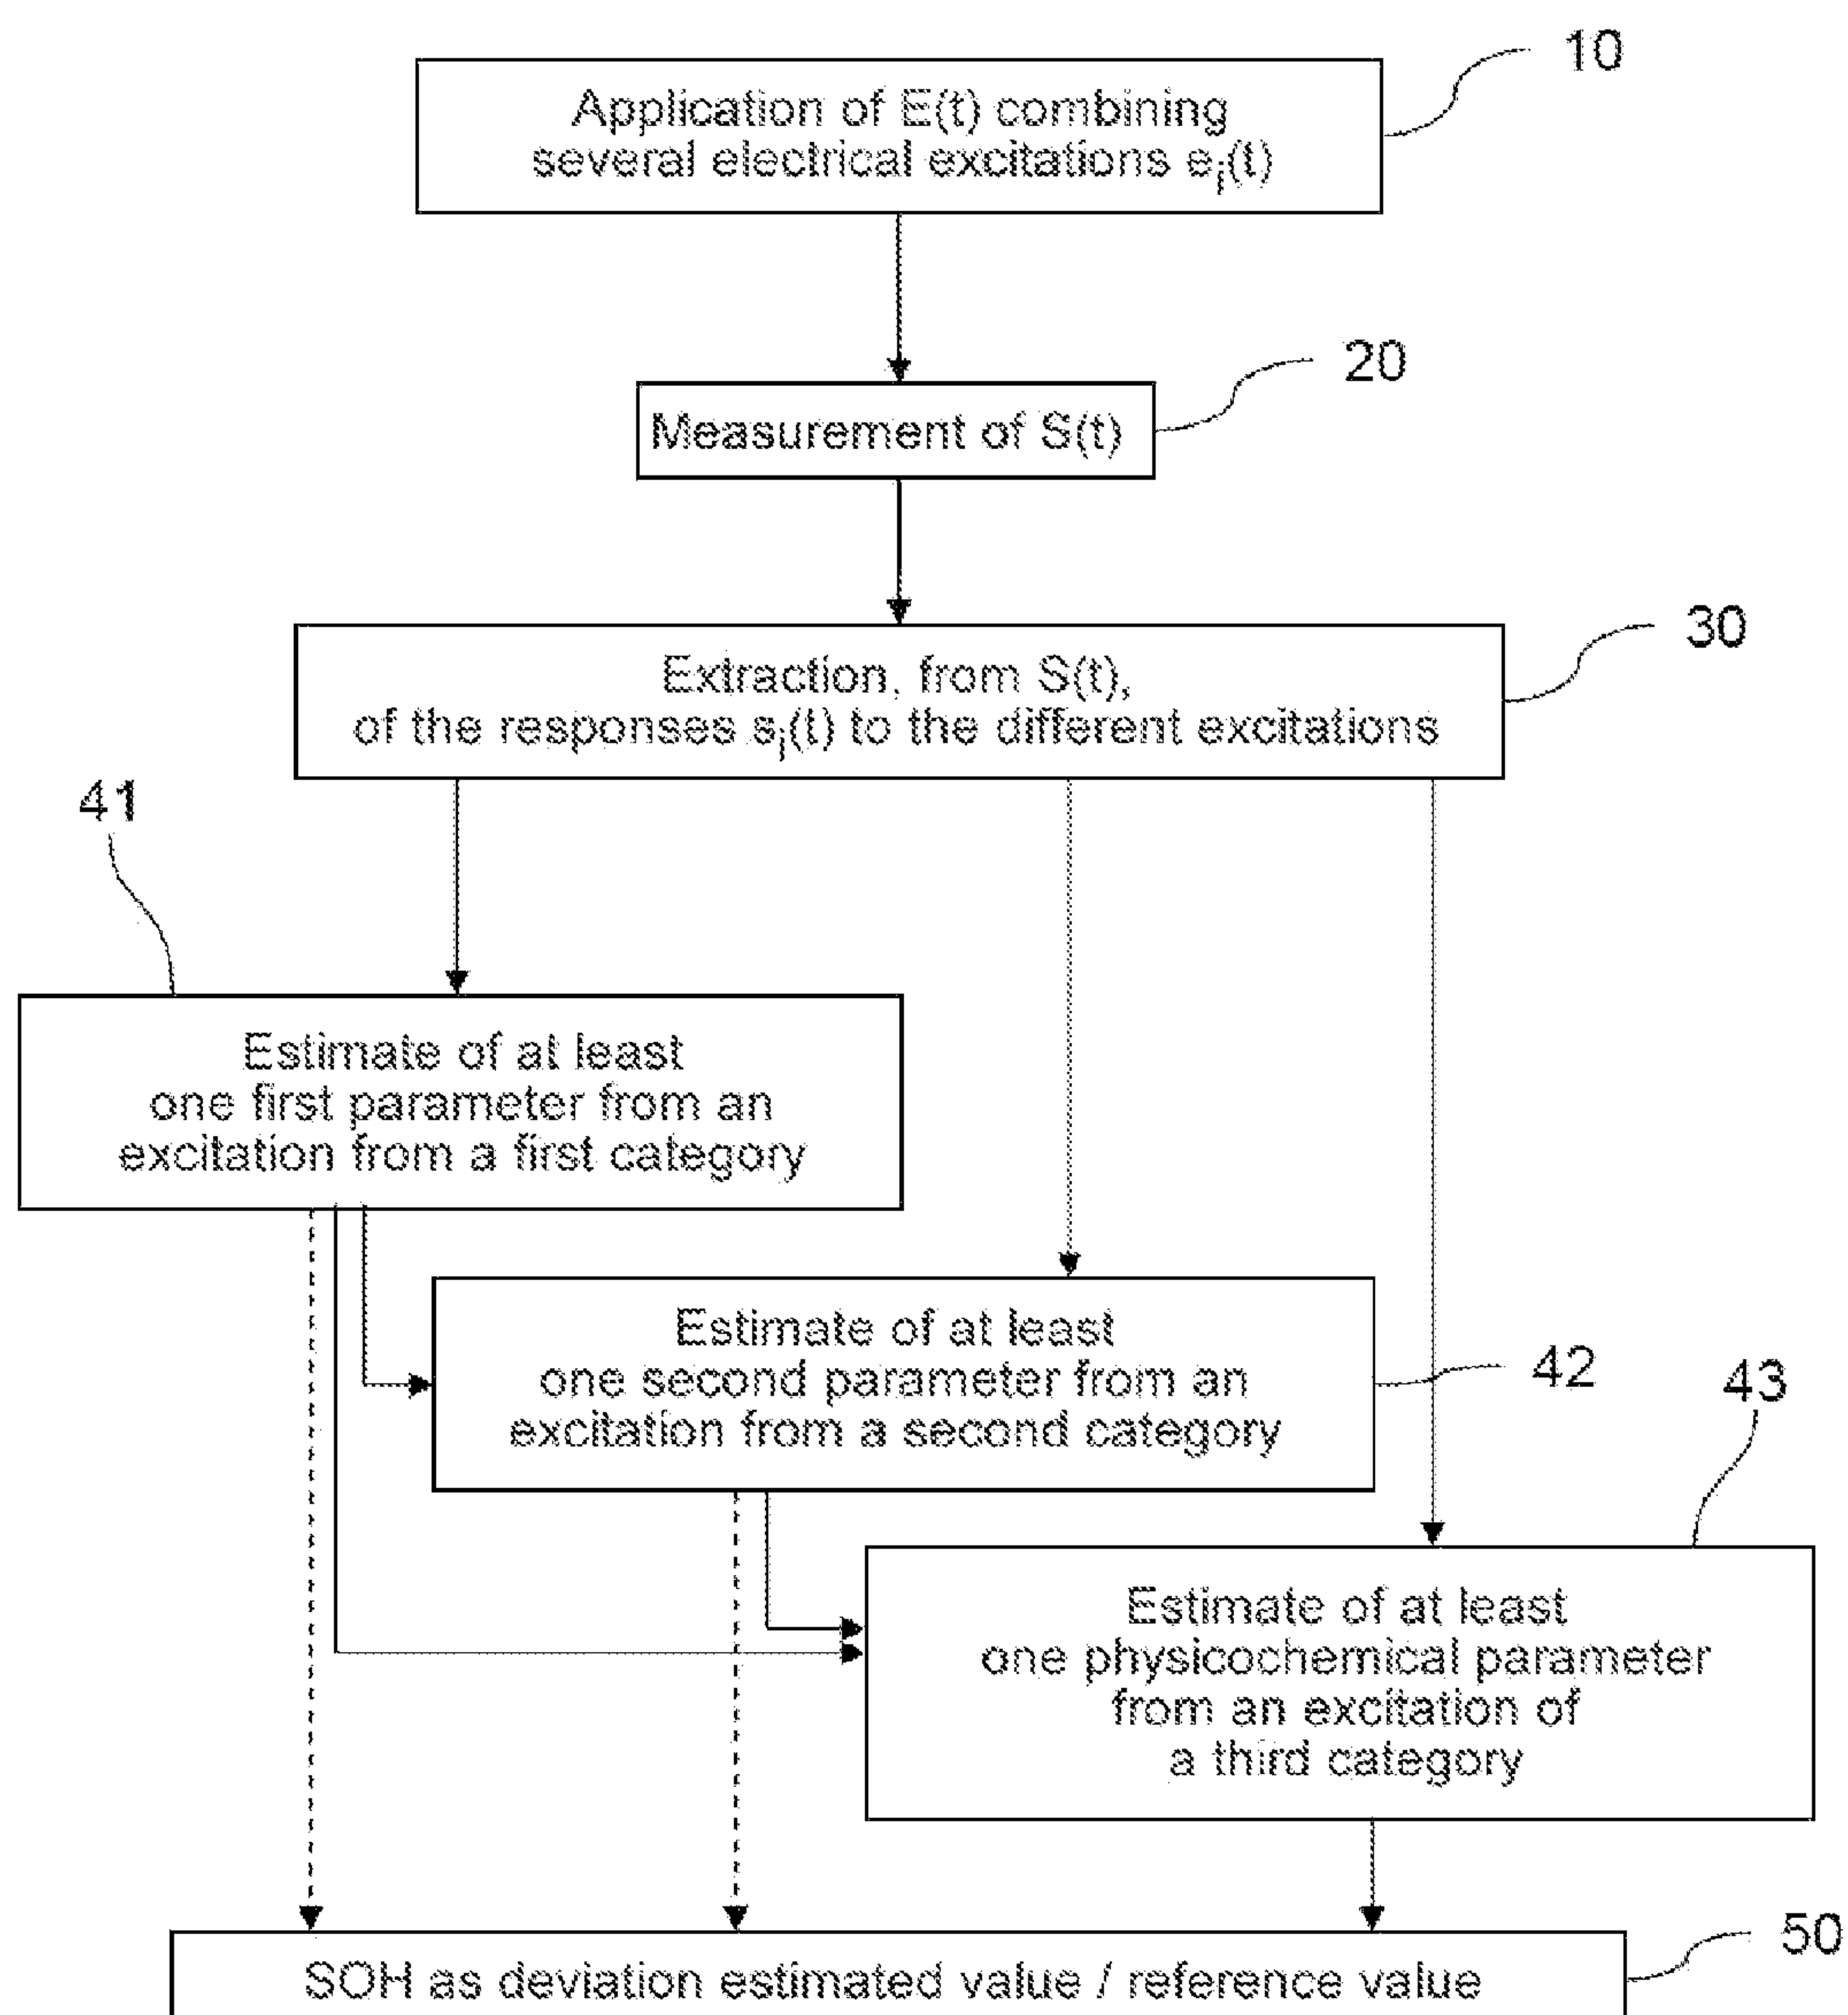 10
Application of E(t) combining
several electrical excitations eᵢ(t)
20
Measurement of S(t)
30
Extraction, from S(t),
of the responses sᵢ(t) to the different excitations
41
Estimate of at least
one first parameter from an
excitation from a first category
Estimate of at least
one second parameter from an
excitation from a second category
42
43
Estimate of at least
one physicochemical parameter
from an excitation of
a third category
50
SOH as deviation estimated value / reference value